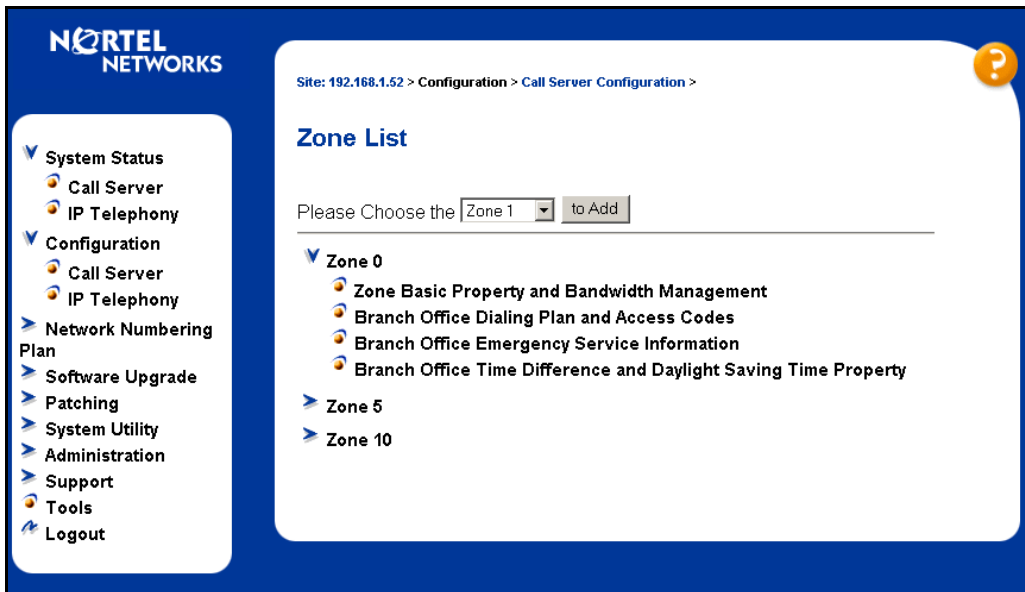 NORTEL
NETWORKS
System Status
Call Server
IP Telephony
Configuration
Call Server
IP Telephony
Network Numbering
Plan
Software Upgrade
Patching
System Utility
Administration
Support
Tools
Logout
?
Site: 192.168.1.52 > Configuration > Call Server Configuration >
Zone List
Please Choose the Zone 1 to Add
Zone 0
Zone Basic Property and Bandwidth Management
Branch Office Dialing Plan and Access Codes
Branch Office Emergency Service Information
Branch Office Time Difference and Daylight Saving Time Property
Zone 5
Zone 10